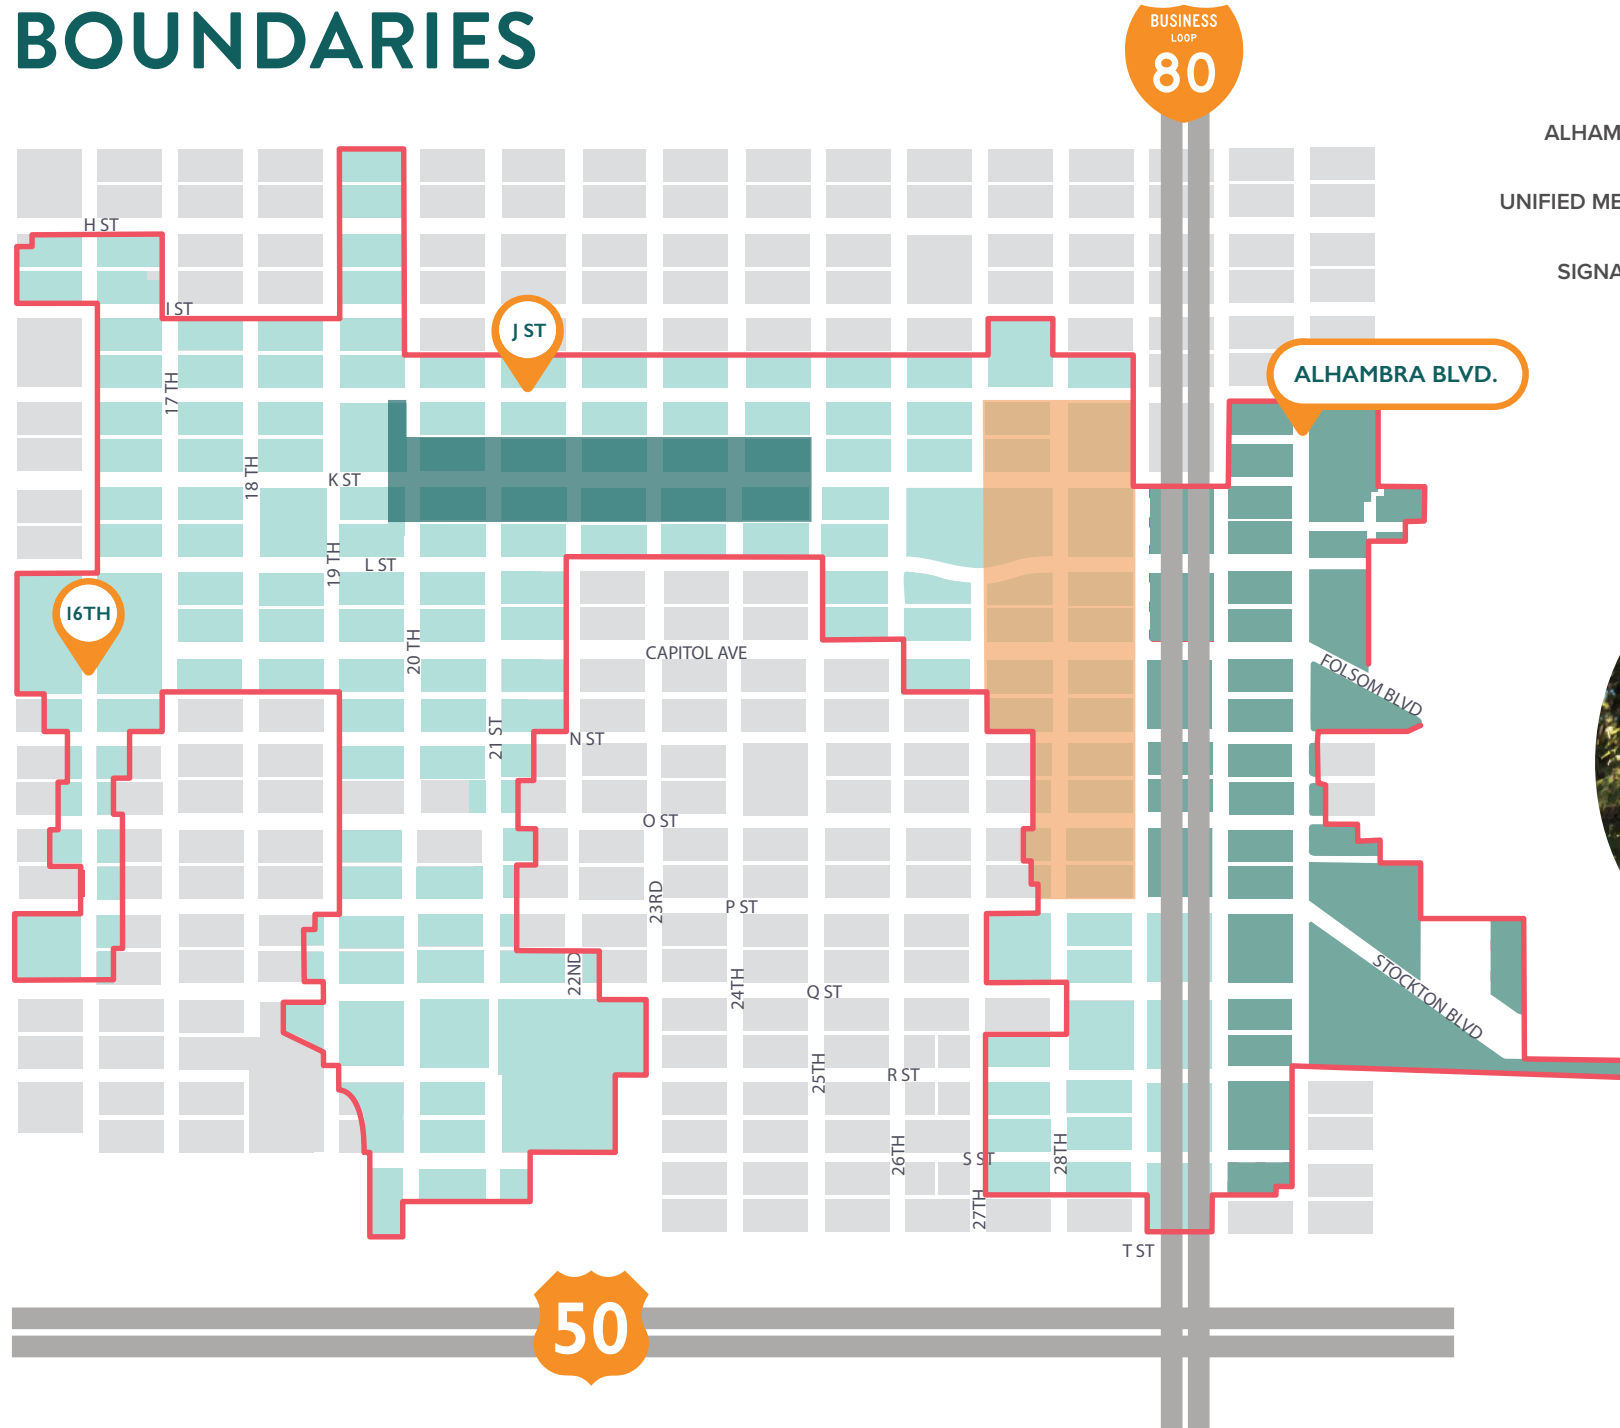 BOUNDARIES
BUSINESS
LOOP
80
ALHAM
UNIFIED ME
SIGNA
H ST
I ST
J ST
ALHAMBRA BLVD.
17 TH
18 TH
K ST
19 TH
L ST
16TH
20 TH
CAPITOL AVE
FOLSOM BLVD
21 ST
N ST
O ST
23RD
P ST
22ND
24TH
Q ST
STOCKTON BLVD
25TH
R ST
26TH
S ST
28TH
27TH
T ST
50